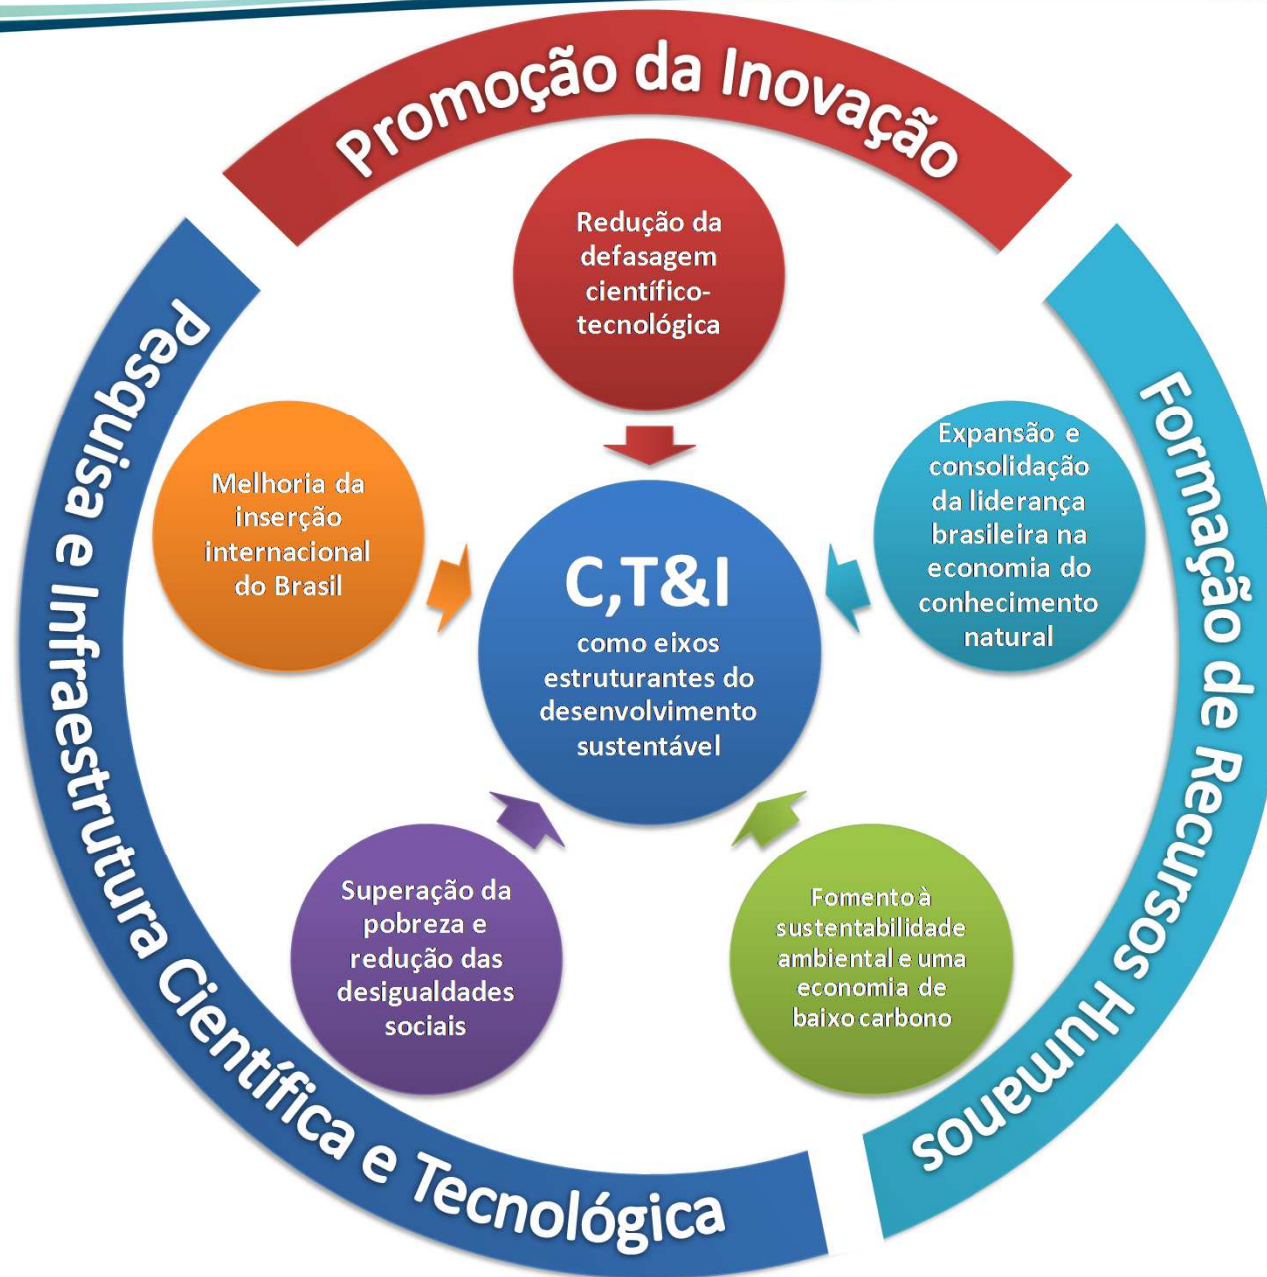 Promoção da Inovação
Redução da
defasagem
científico-
tecnológica
Formação de Recursos Humanos
Expansão e
consolidação
da liderança
brasileira na
economia do
conhecimento
natural
Melhoria da
inserção
internacional
do Brasil
C,T&I
como eixos
estruturantes do
desenvolvimento
sustentável
Superação da
pobreza e
redução das
desigualdades
sociais
Fomento à
sustentabilidade
ambiental e uma
economia de
baixo carbono
Pesquisa e Infraestrutura Científica e Tecnológica